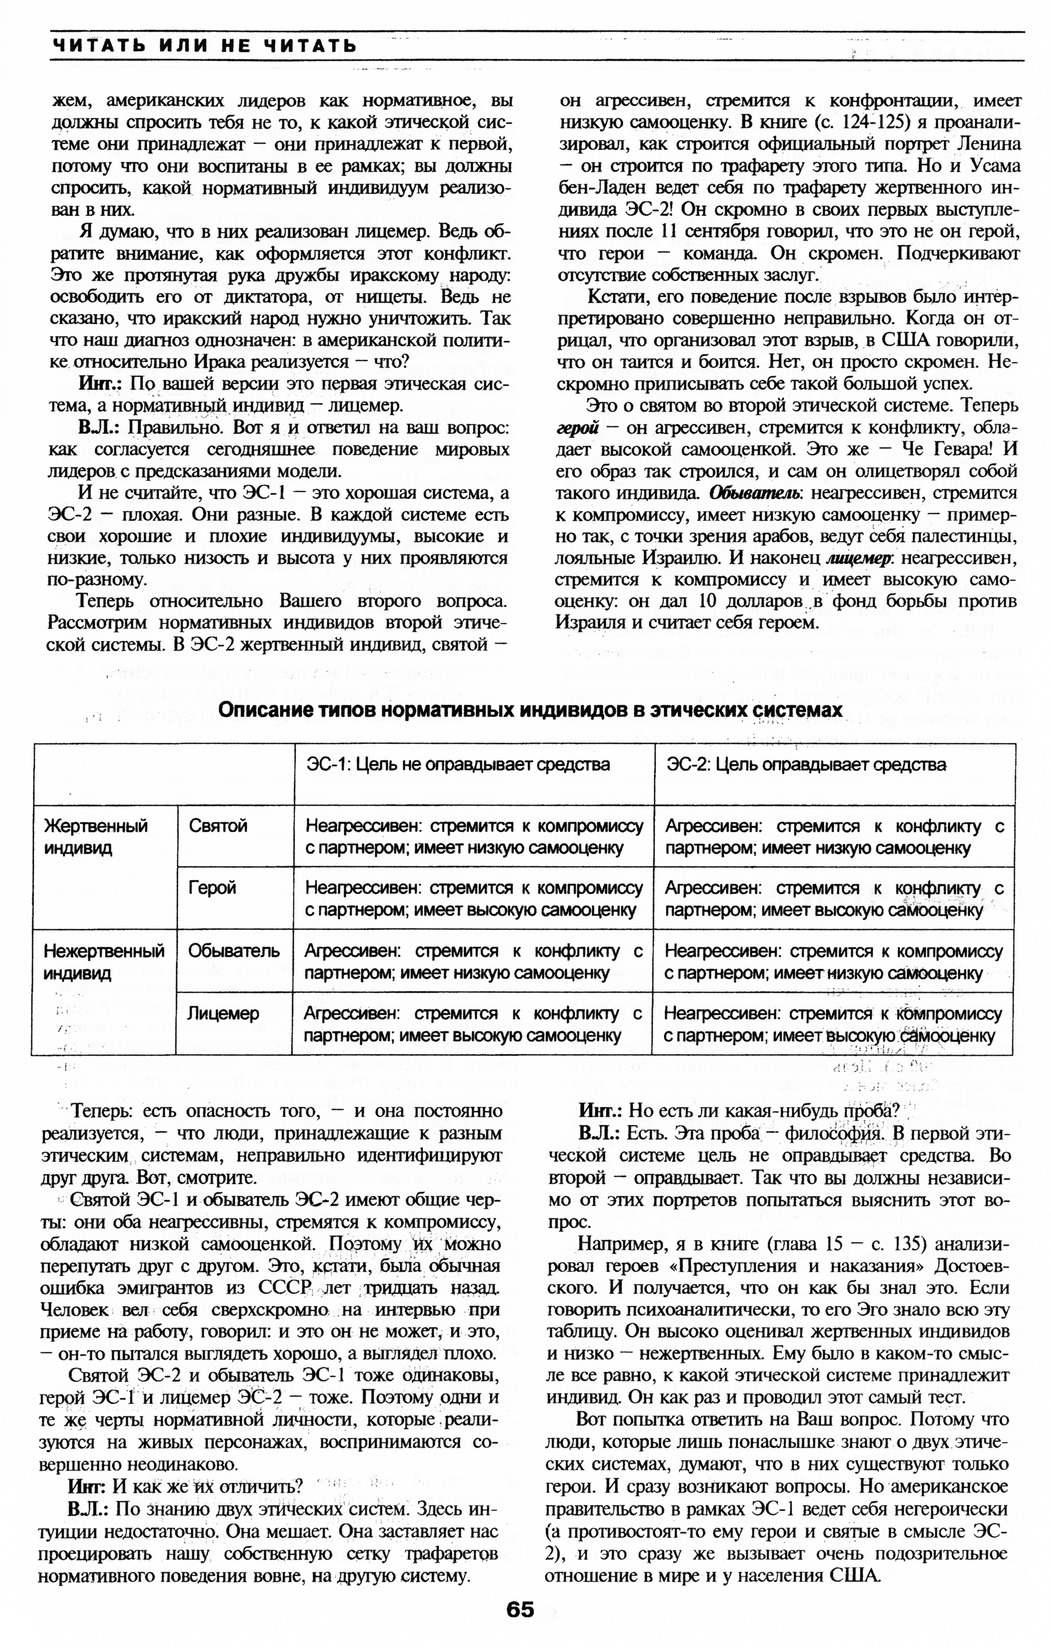 ЧИТАТЬ ИЛИ НЕ ЧИТАТЬ
жем, американских лидеров как нормативное, вы
должны спросить тебя не то, к какой этической сис-
теме они принадлежат — они принадлежат к первой,
потому что они воспитаны в ее рамках; вы должны
спросить, какой нормативный индивидуум реализо-
ван в них.
Я думаю, что в них реализован лицемер. Ведь об-
ратите внимание, как оформляется этот конфликт.
Это же протянутая рука дружбы иракскому народу:
освободить его от диктатора, от нищеты. Ведь не
сказано, что иракский народ нужно уничтожить. Так
что наш диагноз однозначен: в американской полити-
ке относительно Ирака реализуется — что?
Инт.: По вашей версии это первая этическая сис-
тема, а нормативный индивид — лицемер.
В.Л.: Правильно. Вот я и ответил на ваш вопрос:
как согласуется сегодняшнее поведение мировых
лидеров с предсказаниями модели.
И не считайте, что ЭС-1 — это хорошая система, а
ЭС-2 — плохая. Они разные. В каждой системе есть
свои хорошие и плохие индивидуумы, высокие и
низкие, только низость и высота у них проявляются
по-разному.
Теперь относительно Вашего второго вопроса.
Рассмотрим нормативных индивидов второй этиче-
ской системы. В ЭС-2 жертвенный индивид, святой —
он агрессивен, стремится к конфронтации, имеет
низкую самооценку. В книге (с. 124-125) я проанали-
зировал, как строится официальный портрет Ленина
— он строится по трафарету этого типа. Но и Усама
бен-Ладен ведет себя по трафарету жертвенного ин-
дивида ЭС-2! Он скромно в своих первых выступле-
ниях после 11 сентября говорил, что это не он герой,
что герои — команда. Он скромен. Подчеркивают
отсутствие собственных заслуг.
Кстати, его поведение после взрывов было интер-
претировано совершенно неправильно. Когда он от-
рицал, что организовал этот взрыв, в США говорили,
что он таится и боится. Нет, он просто скромен. Не-
скромно приписывать себе такой большой успех.
Это о святом во второй этической системе. Теперь
герой — он агрессивен, стремится к конфликту, обла-
дает высокой самооценкой. Это же — Че Гевара! И
его образ так строился, и сам он олицетворял собой
такого индивида. Обыватель: неагрессивен, стремится
к компромиссу, имеет низкую самооценку — пример-
но так, с точки зрения арабов, ведут себя палестинцы,
лояльные Израилю. И наконец лицемер: неагрессивен,
стремится к компромиссу и имеет высокую само-
оценку: он дал 10 долларов в фонд борьбы против
Израиля и считает себя героем.
Описание типов нормативных индивидов в этических системах
ЭС-1: Цель не оправдывает средства
ЭС-2: Цель оправдывает средства
Жертвенный
индивид
Святой
Неагрессивен: стремится к компромиссу
с партнером; имеет низкую самооценку
Агрессивен: стремится к конфликту с
партнером; имеет низкую самооценку
Герой
Неагрессивен: стремится к компромиссу
с партнером; имеет высокую самооценку
Агрессивен: стремится к конфликту с
партнером; имеет высокую самооценку
Нежертвенный
индивид
Обыватель
Агрессивен: стремится к конфликту с
партнером; имеет низкую самооценку
Неагрессивен: стремится к компромиссу
с партнером; имеет низкую самооценку
Лицемер
Агрессивен: стремится к конфликту с
партнером; имеет высокую самооценку
Неагрессивен: стремится к компромиссу
с партнером; имеет высокую самооценку
Теперь: есть опасность того, — и она постоянно
реализуется, — что люди, принадлежащие к разным
этическим системам, неправильно идентифицируют
друг друга. Вот, смотрите.
Святой ЭС-1 и обыватель ЭС-2 имеют общие чер-
ты: они оба неагрессивны, стремятся к компромиссу,
обладают низкой самооценкой. Поэтому их можно
перепутать друг с другом. Это, кстати, была обычная
ошибка эмигрантов из СССР лет тридцать назад.
Человек вел себя сверхскромно на интервью при
приеме на работу, говорил: и это он не может, и это,
— он-то пытался выглядеть хорошо, а выглядел плохо.
Святой ЭС-2 и обыватель ЭС-1 тоже одинаковы,
герой ЭС-1 и лицемер ЭС-2 — тоже. Поэтому одни и
те же черты нормативной личности, которые реали-
зуются на живых персонажах, воспринимаются со-
вершенно неодинаково.
Инт: И как же их отличить?
В.Л.: По знанию двух этических систем. Здесь ин-
туиции недостаточно. Она мешает. Она заставляет нас
проецировать нашу собственную сетку трафаретов
нормативного поведения вовне, на другую систему.
Инт.: Но есть ли какая-нибудь проба?
В.Л.: Есть. Эта проба — философия. В первой эти-
ческой системе цель не оправдывает средства. Во
второй — оправдывает. Так что вы должны независи-
мо от этих портретов попытаться выяснить этот во-
прос.
Например, я в книге (глава 15 — с. 135) анализи-
ровал героев «Преступления и наказания» Достоев-
ского. И получается, что он как бы знал это. Если
говорить психоаналитически, то его Эго знало всю эту
таблицу. Он высоко оценивал жертвенных индивидов
и низко — нежертвенных. Ему было в каком-то смыс-
ле все равно, к какой этической системе принадлежит
индивид. Он как раз и проводил этот самый тест.
Вот попытка ответить на Ваш вопрос. Потому что
люди, которые лишь понаслышке знают о двух этиче-
ских системах, думают, что в них существуют только
герои. И сразу возникают вопросы. Но американское
правительство в рамках ЭС-1 ведет себя негероически
(а противостоят-то ему герои и святые в смысле ЭС-
2), и это сразу же вызывает очень подозрительное
отношение в мире и у населения США.
65